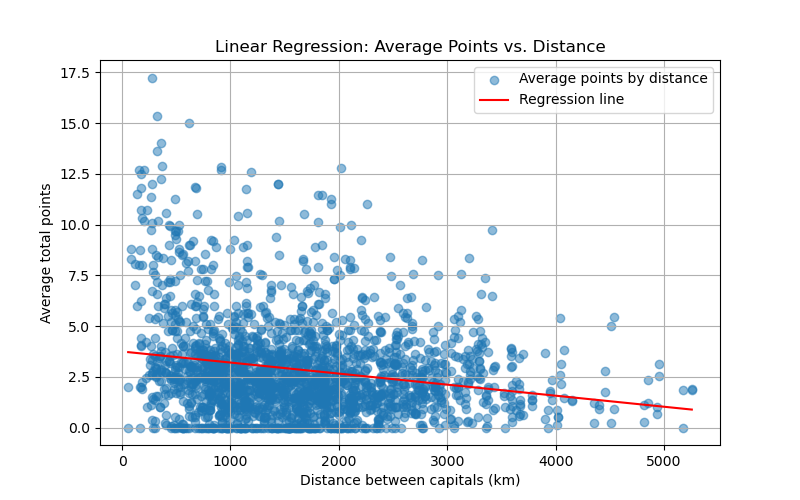 Linear Regression: Average Points vs. Distance
Average points by distance
Regression line
17.5
15.0
12.5
10.0
7.5
5.0
2.5
0.0
Average total points
0
1000
2000
3000
4000
5000
Distance between capitals (km)